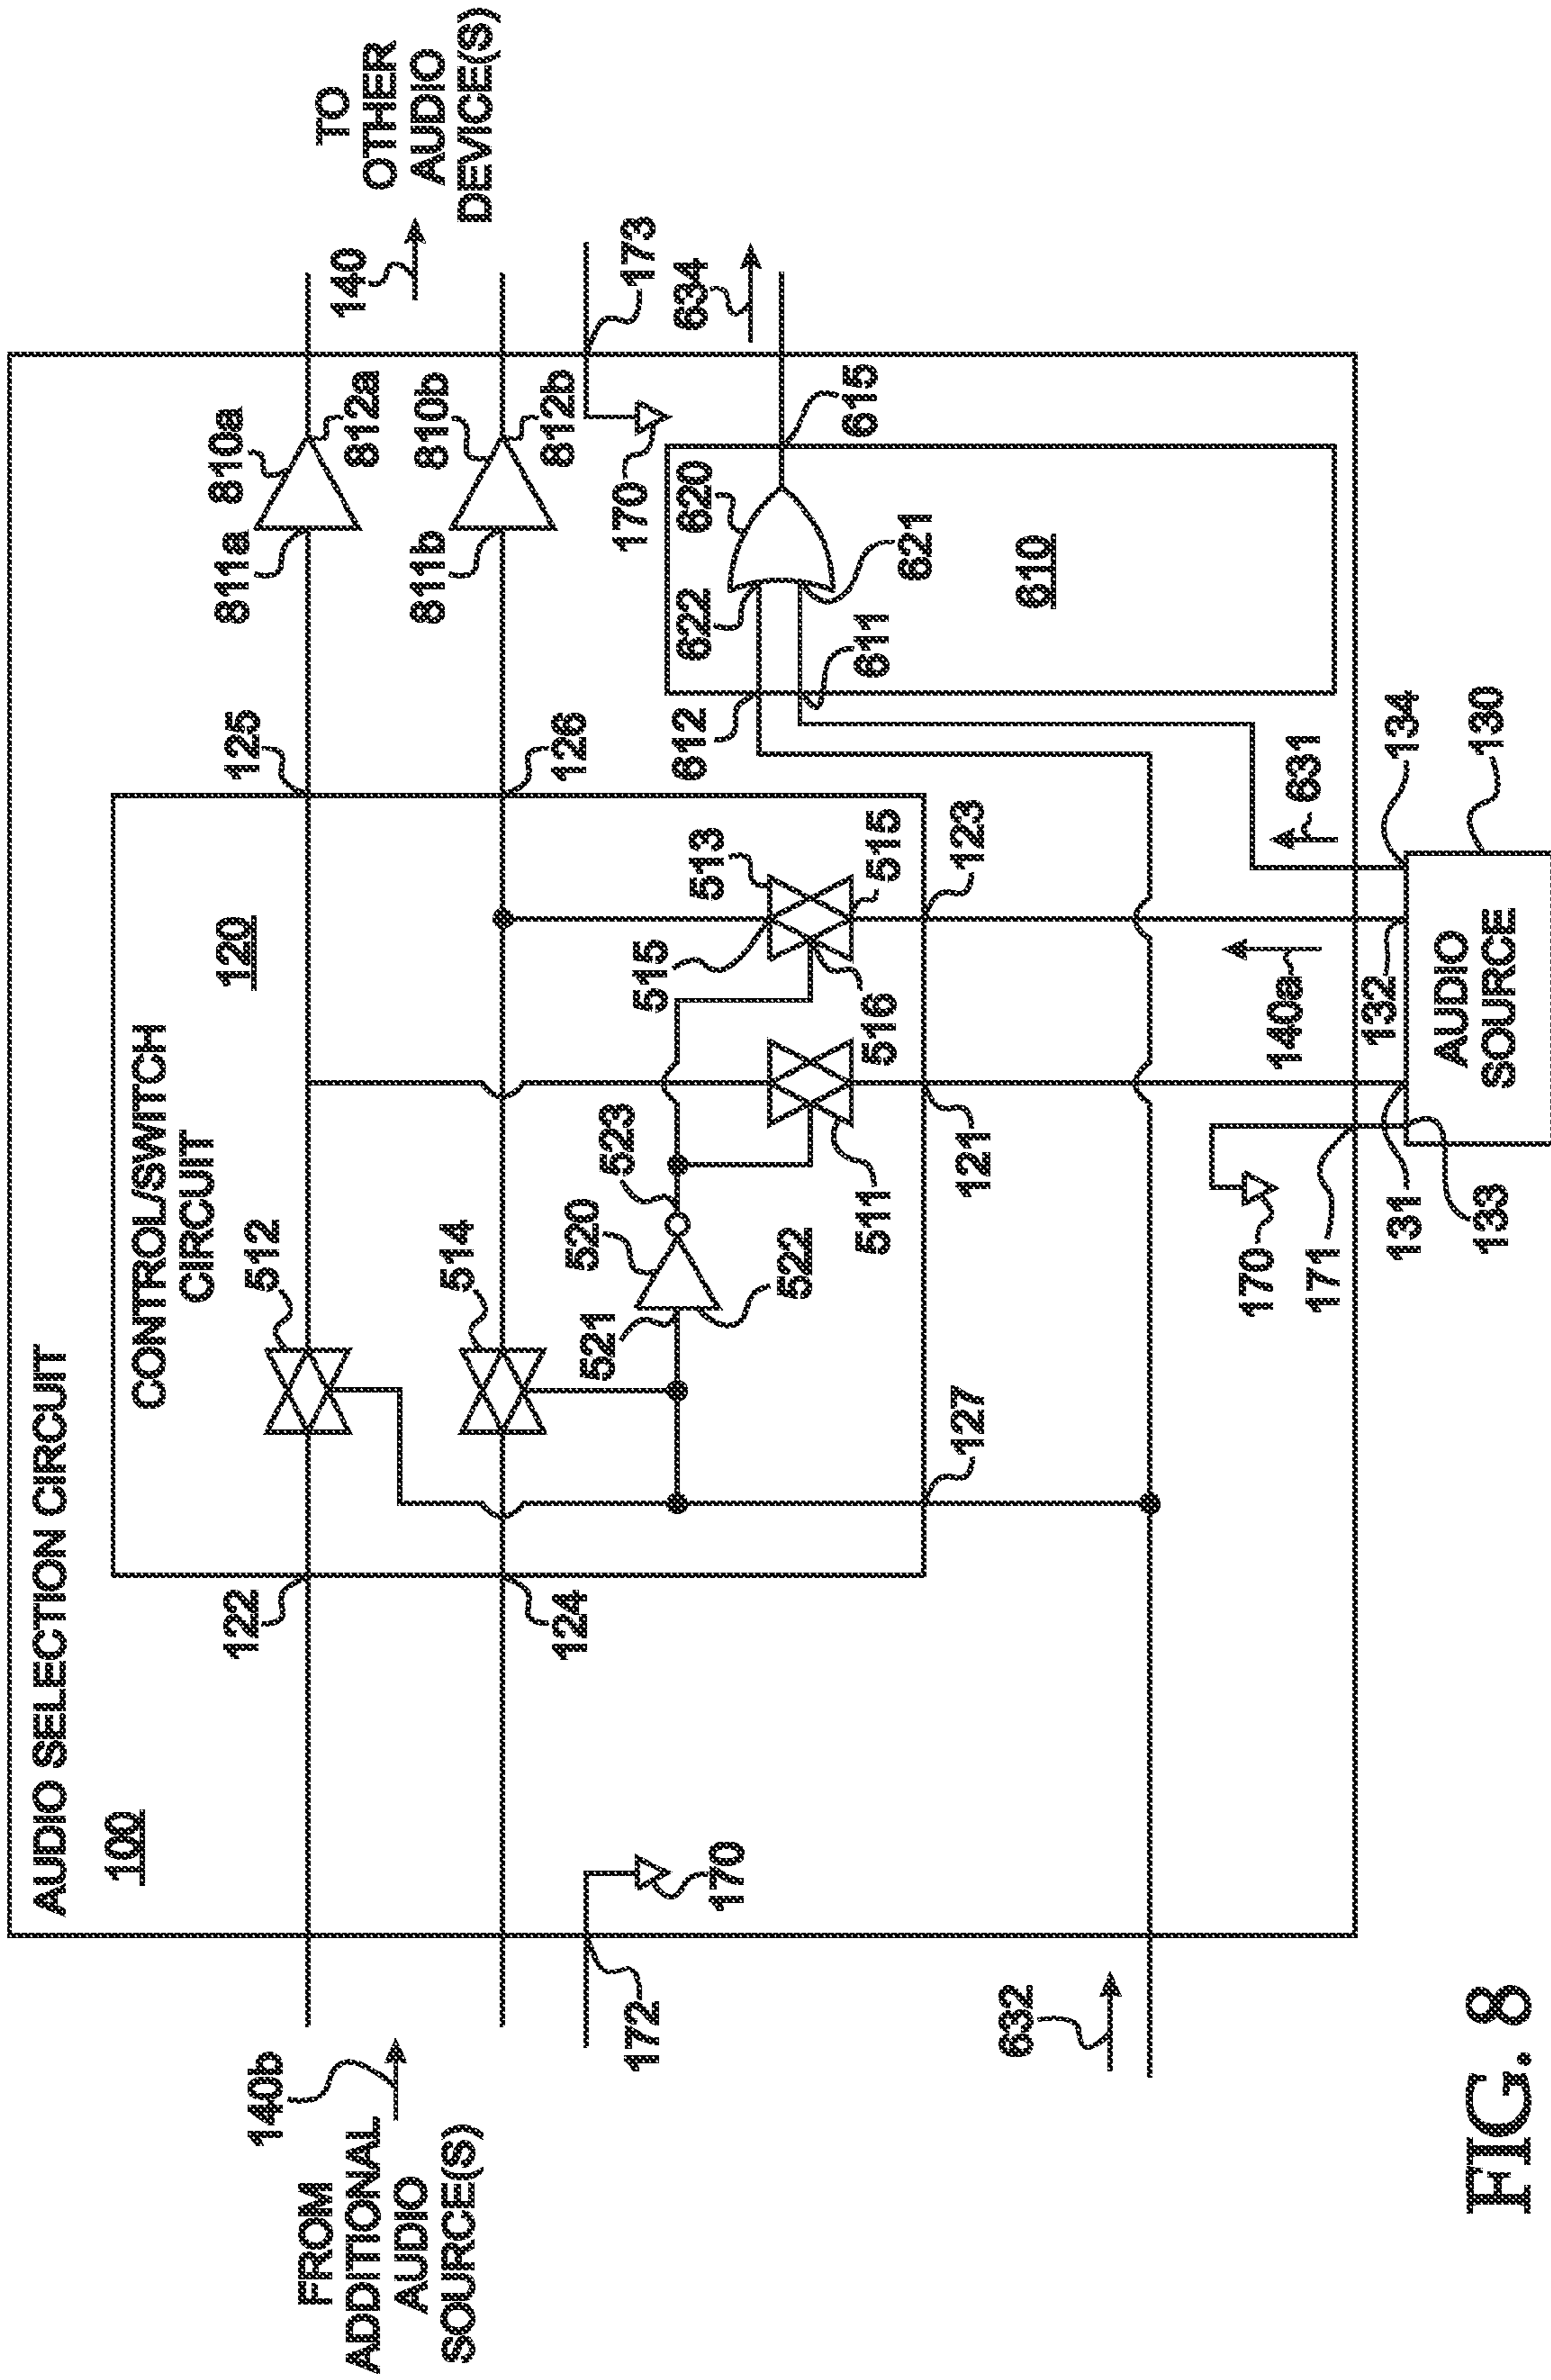 AUDIO SELECTION CIRCUIT
100
CONTROL/SWITCH
CIRCUIT
120
FROM
ADDITIONAL
AUDIO
SOURCE(S)
140b
TO
OTHER
AUDIO
DEVICE(S)
140
122
512
125
811a
810a
812a
124
514
126
811b
810b
812b
172
170
521
520
522
523
515
513
515
516
511
170
173
634
612
622
620
621
611
615
610
632
127
121
123
170
171
131
133
140a
132
631
134
130
AUDIO
SOURCE
FIG. 8